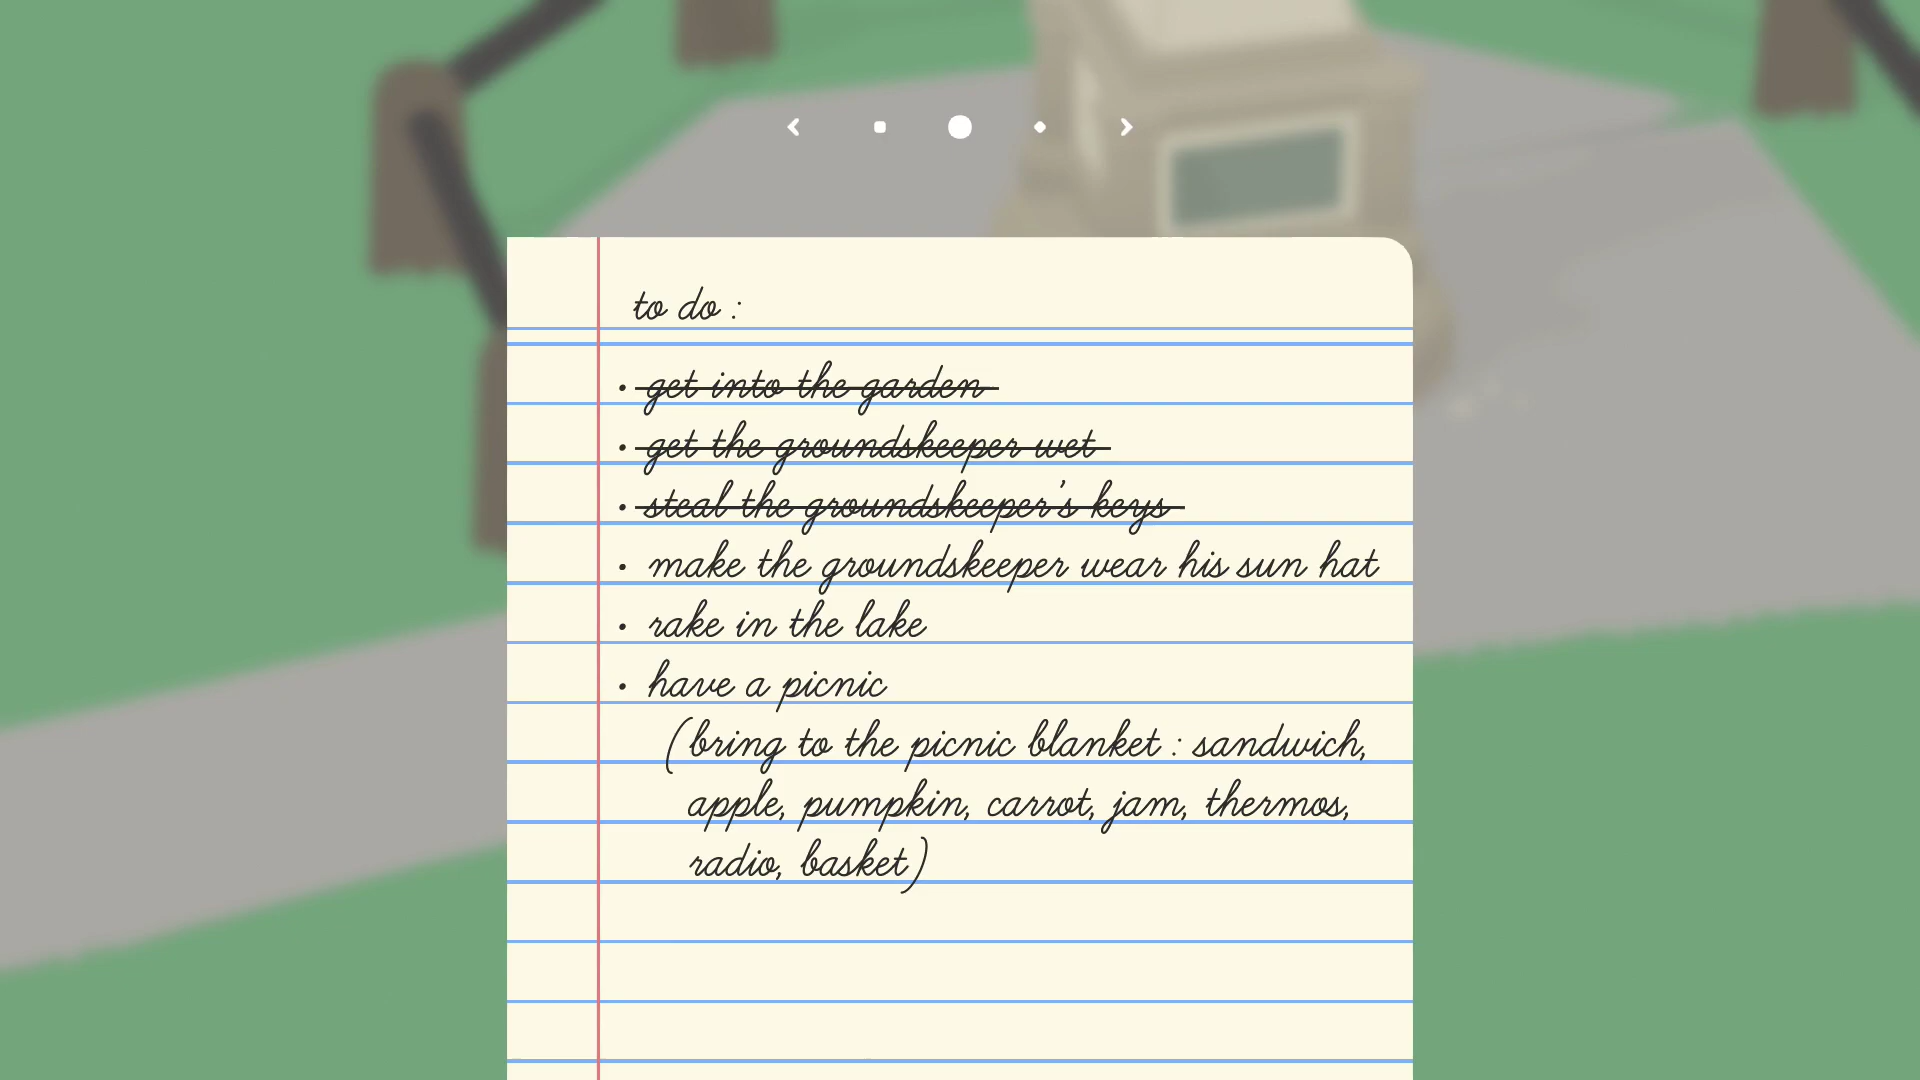 to do :
• get into the garden
• get the groundskeeper wet
• steal the groundskeeper's keys
• make the groundskeeper wear his sun hat
• rake in the lake
• have a picnic
(bring to the picnic blanket : sandwich,
apple, pumpkin, carrot, jam, thermos,
radio, basket)